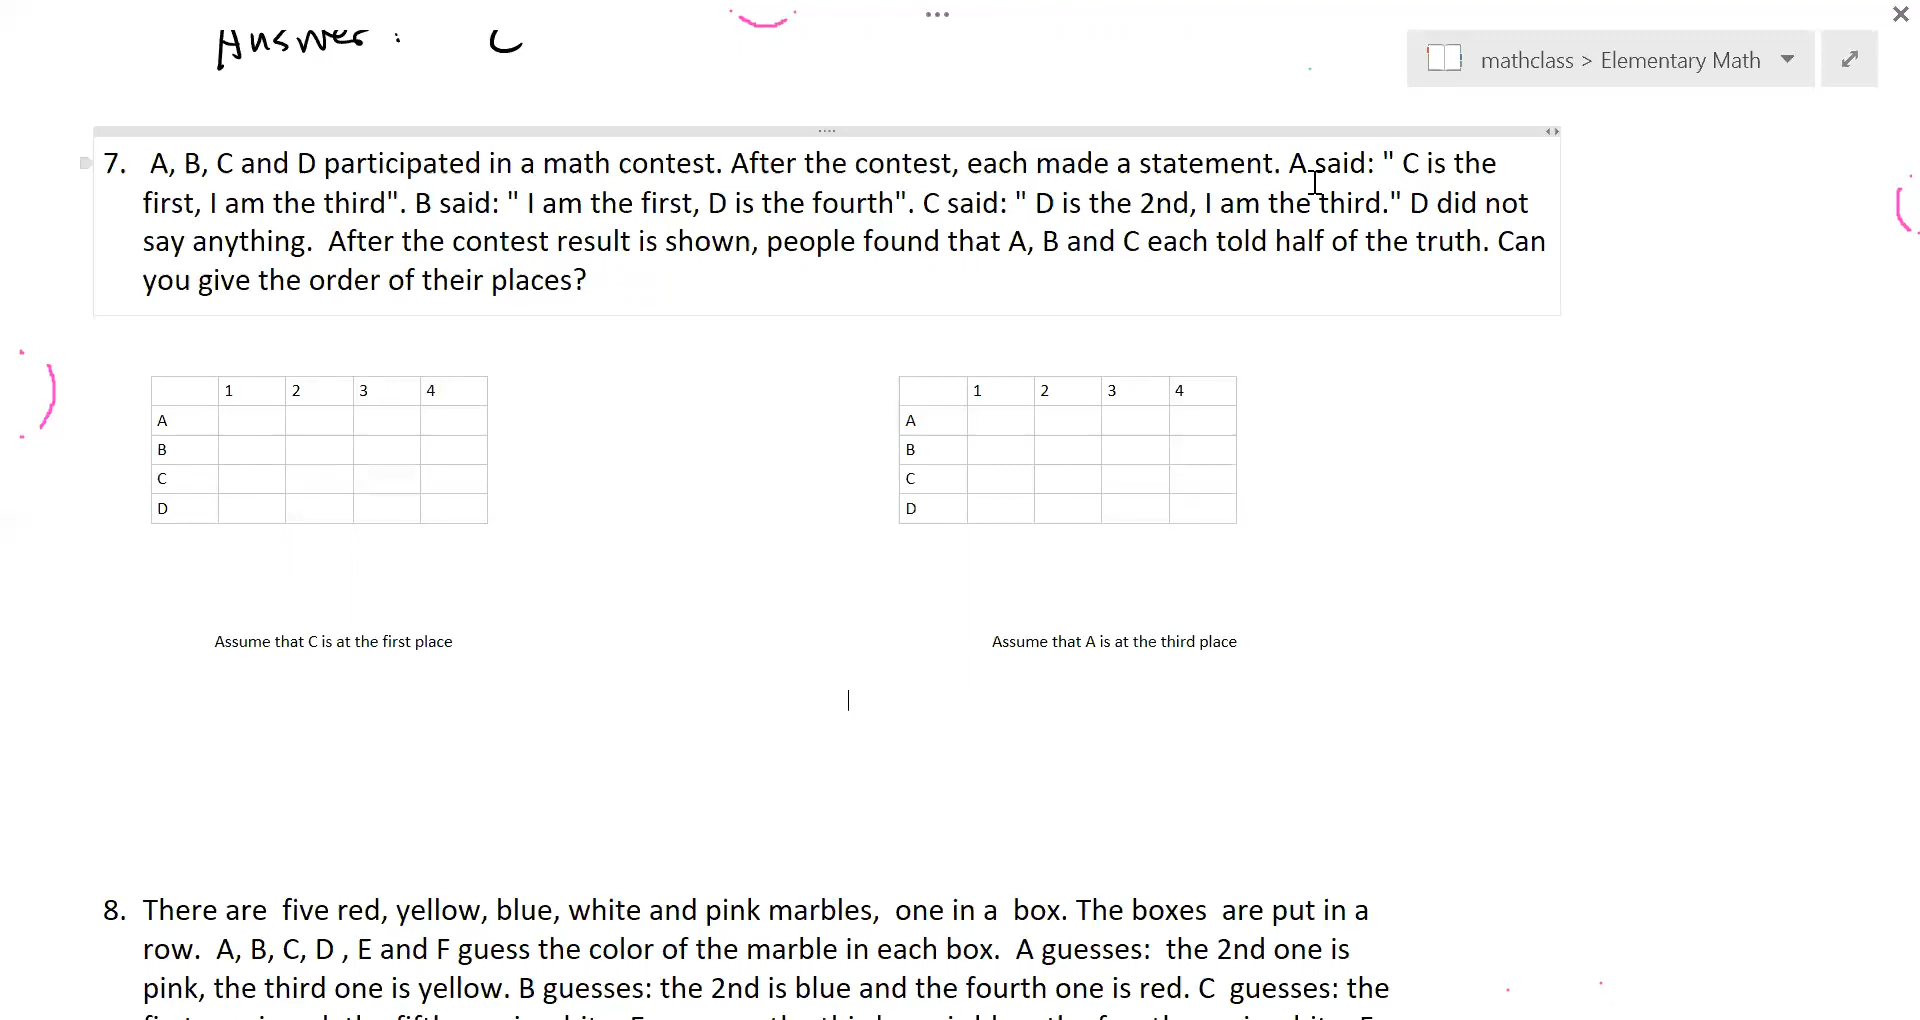 Answer: C
mathclass > Elementary Math
7. A, B, C and D participated in a math contest. After the contest, each made a statement. A said: " C is the
first, I am the third". B said: " I am the first, D is the fourth". C said: " D is the 2nd, I am the third." D did not
say anything. After the contest result is shown, people found that A, B and C each told half of the truth. Can
you give the order of their places?
1 2 3 4
A
B
C
D
1 2 3 4
A
B
C
D
Assume that C is at the first place
Assume that A is at the third place
8. There are five red, yellow, blue, white and pink marbles, one in a box. The boxes are put in a
row. A, B, C, D , E and F guess the color of the marble in each box. A guesses: the 2nd one is
pink, the third one is yellow. B guesses: the 2nd is blue and the fourth one is red. C guesses: the